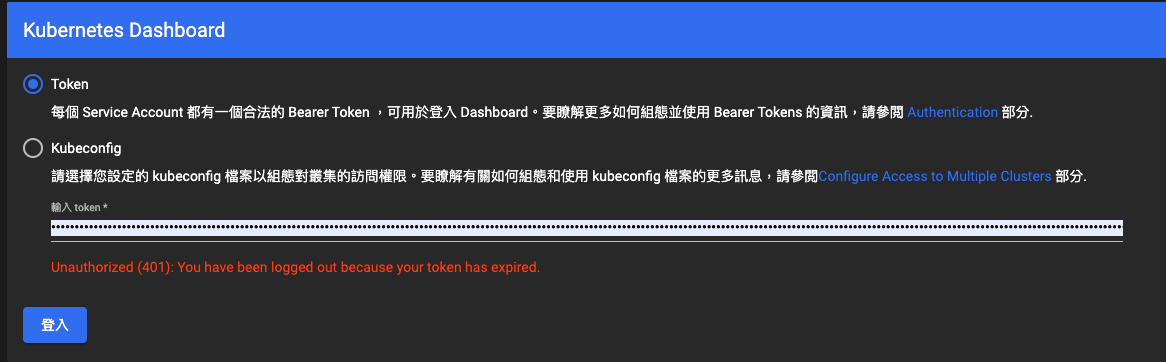 Kubernetes Dashboard
Token
每個 Service Account 都有一個合法的 Bearer Token ，可用於登入 Dashboard。要瞭解更多如何組態並使用 Bearer Tokens 的資訊，請參閱 Authentication 部分.
Kubeconfig
請選擇您設定的 kubeconfig 檔案以組態對叢集的訪問權限。要瞭解有關如何組態和使用 kubeconfig 檔案的更多訊息，請參閱Configure Access to Multiple Clusters 部分.
輸入 token *
Unauthorized (401): You have been logged out because your token has expired.
登入